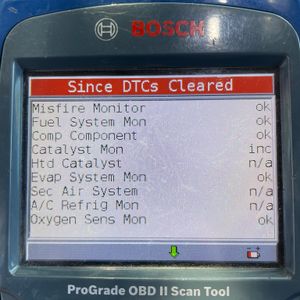 BOSCH
Since DTCs Cleared
Misfire Monitor ok
Fuel System Mon ok
Comp Component ok
Catalyst Mon inc
Htd Catalyst n/a
Evap System Mon ok
Sec Air System n/a
A/C Refrig Mon n/a
Oxygen Sens Mon ok
ProGrade OBD II Scan Tool